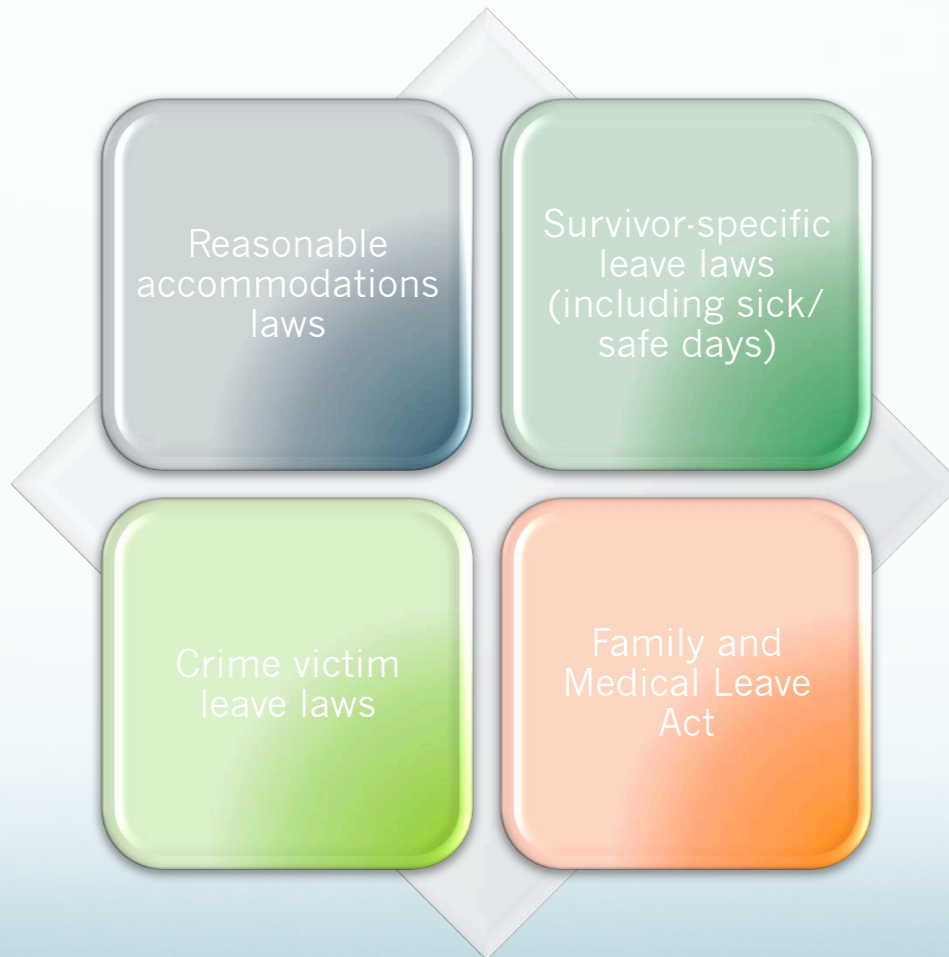 Reasonable
accommodations
laws
Survivor-specific
leave laws
(including sick/
safe days)
Crime victim
leave laws
Family and
Medical Leave
Act